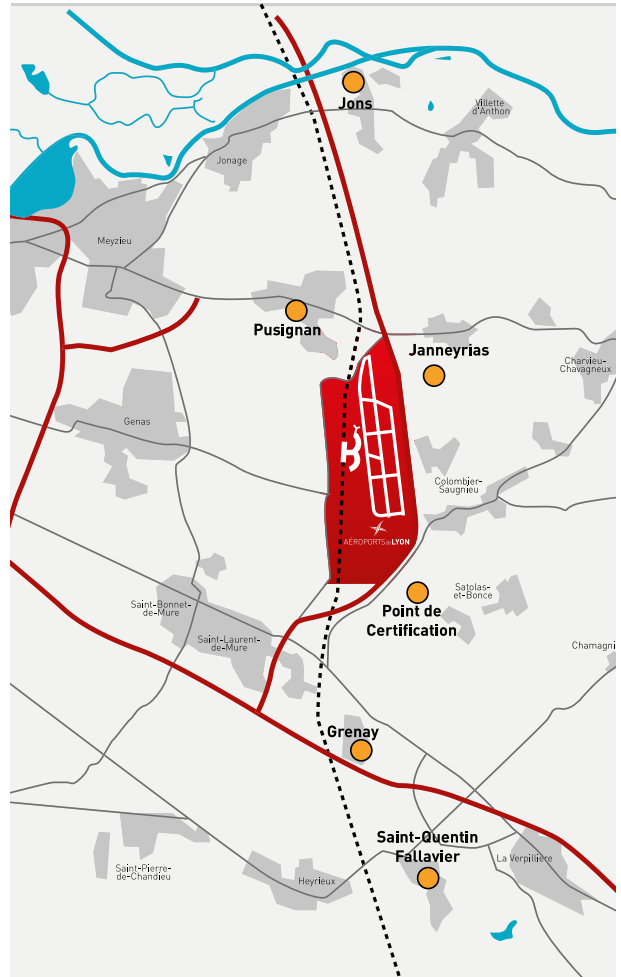 Jons
Villette
d'Anthon
Jonage
Meyzieu
Pusignan
Janneyrias
Charvieu-
Chavagneux
Genas
Colombier-
Saugnieu
AÉROPORTS DE LYON
Satolas-
et-Bonce
Point de
Certification
Saint-Bonnet-
de-Mure
Saint-Laurent-
de-Mure
Chamagni
Grenay
Saint-Quentin
Fallavier
La Verpillière
Saint-Pierre-
de-Chandieu
Heyrieux